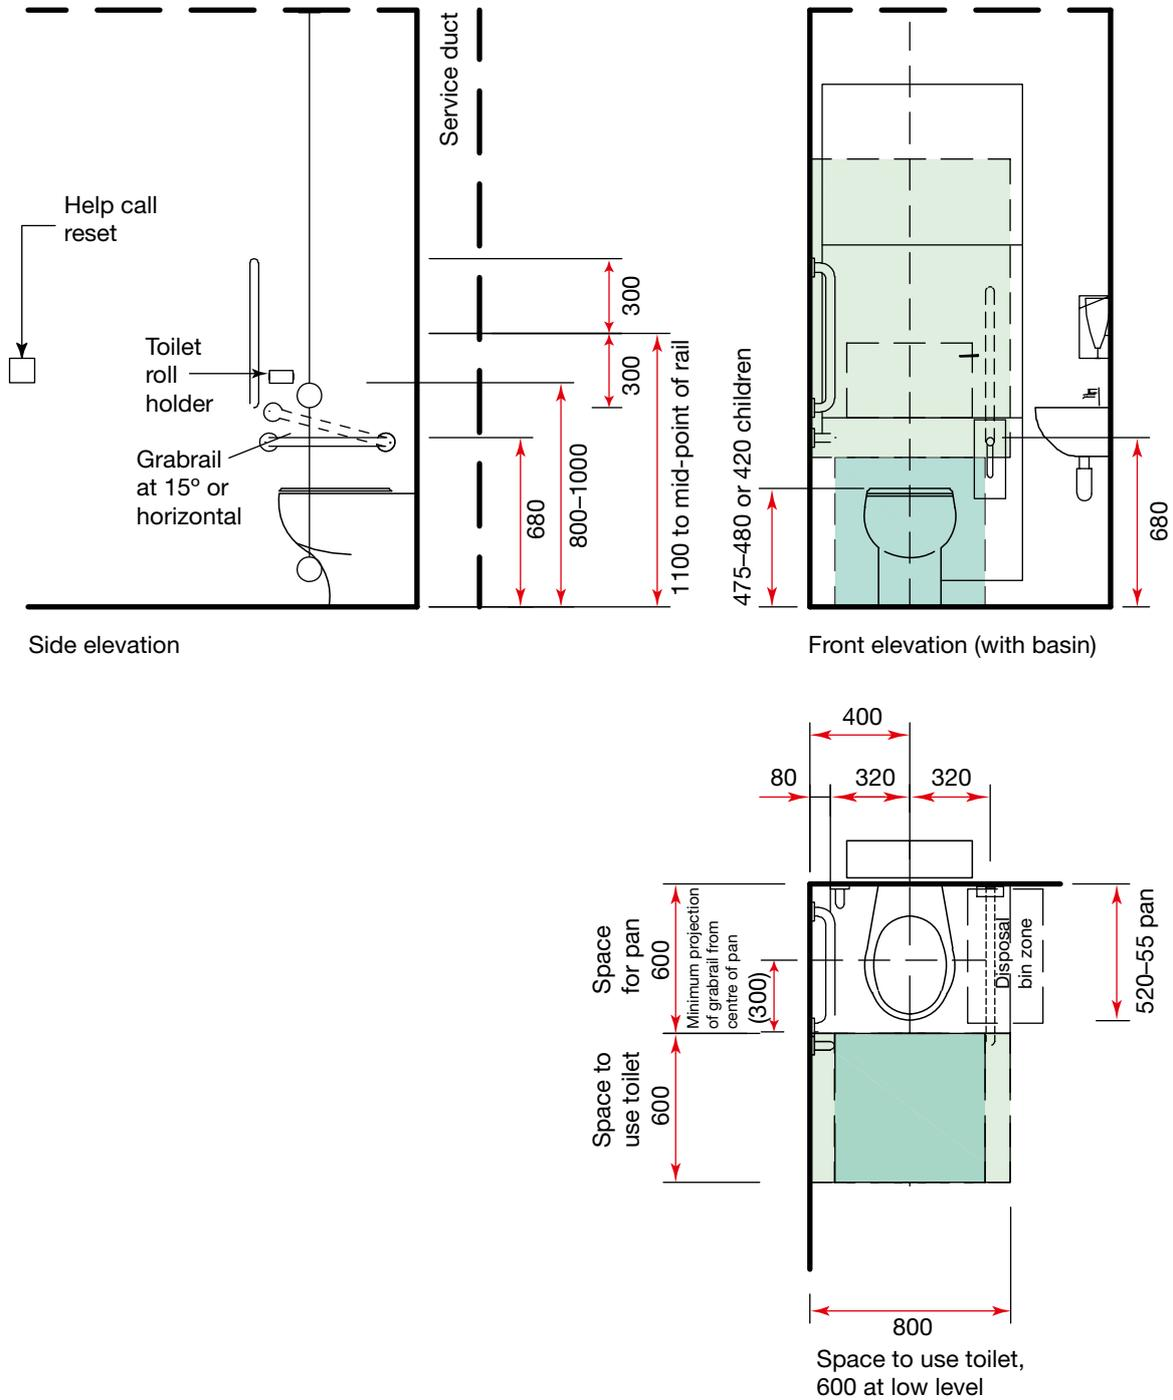 Service duct
Help call
reset
300
Toilet
roll
holder
300
1100 to mid-point of rail
475–480 or 420 children
Grabrail
at 15º or
horizontal
680
800–1000
680
Side elevation
Front elevation (with basin)
400
80
320
320
Space
for pan
600
Minimum projection
of grabrail from
centre of pan
(300)
Disposal
bin zone
520–55 pan
Space to
use toilet
600
800
Space to use toilet,
600 at low level